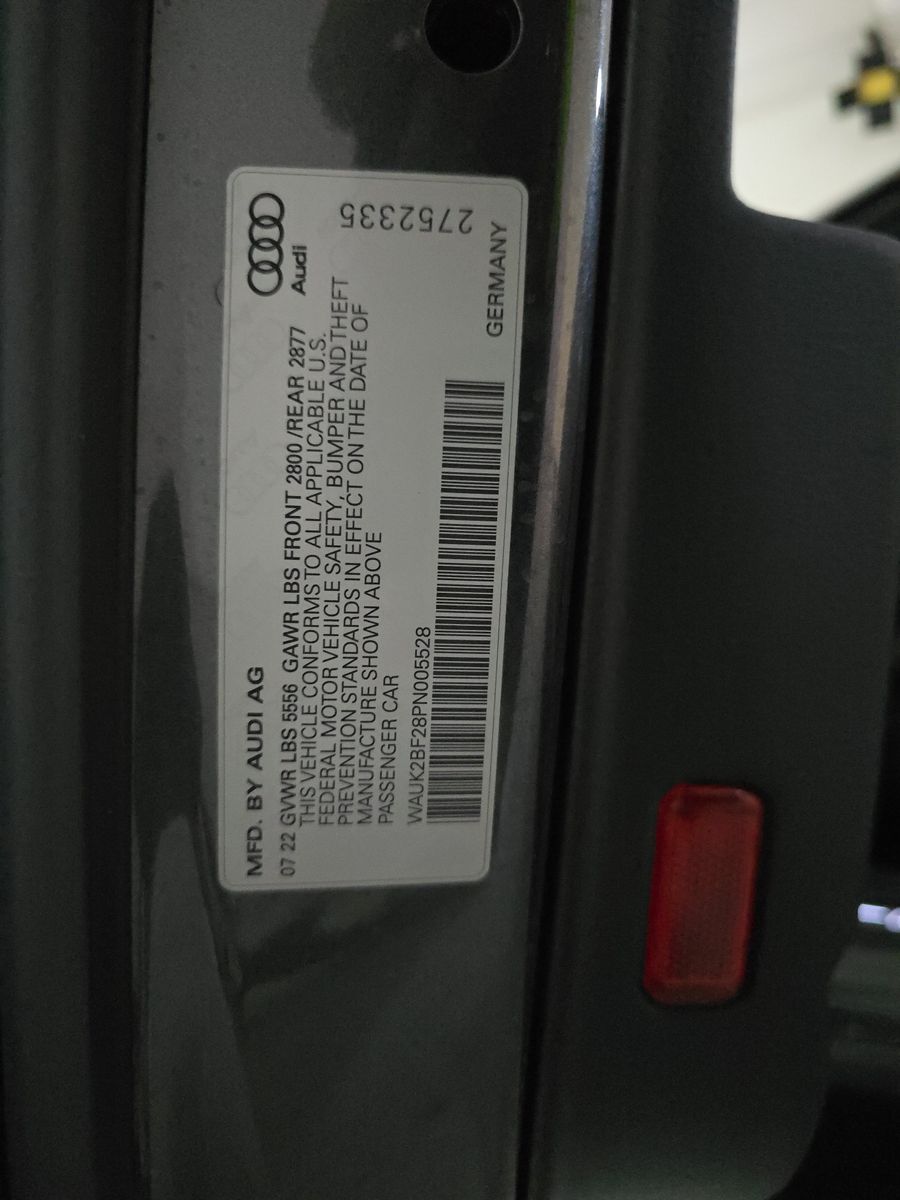 MFD. BY AUDI AG
Audi
07 22 GVWR LBS 5556 GAWR LBS FRONT 2800/REAR 2877
THIS VEHICLE CONFORMS TO ALL APPLICABLE U.S.
FEDERAL MOTOR VEHICLE SAFETY, BUMPER AND THEFT
PREVENTION STANDARDS IN EFFECT ON THE DATE OF
MANUFACTURE SHOWN ABOVE
PASSENGER CAR
2752335
WAUK2BF28PN005528
GERMANY